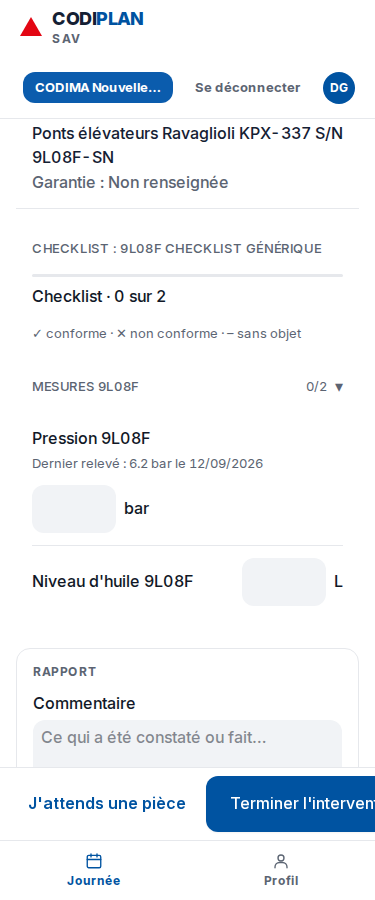 CODIPLAN
SAV
CODIMA Nouvelle...
Se déconnecter
DG
Ponts élévateurs Ravaglioli KPX-337 S/N
9L08F-SN
Garantie : Non renseignée
CHECKLIST : 9L08F CHECKLIST GÉNÉRIQUE
Checklist · 0 sur 2
✓ conforme · ✕ non conforme · – sans objet
MESURES 9L08F
0/2 ▼
Pression 9L08F
Dernier relevé : 6.2 bar le 12/09/2026
bar
Niveau d'huile 9L08F
L
RAPPORT
Commentaire
Ce qui a été constaté ou fait...
J'attends une pièce
Terminer l'interven
Journée
Profil